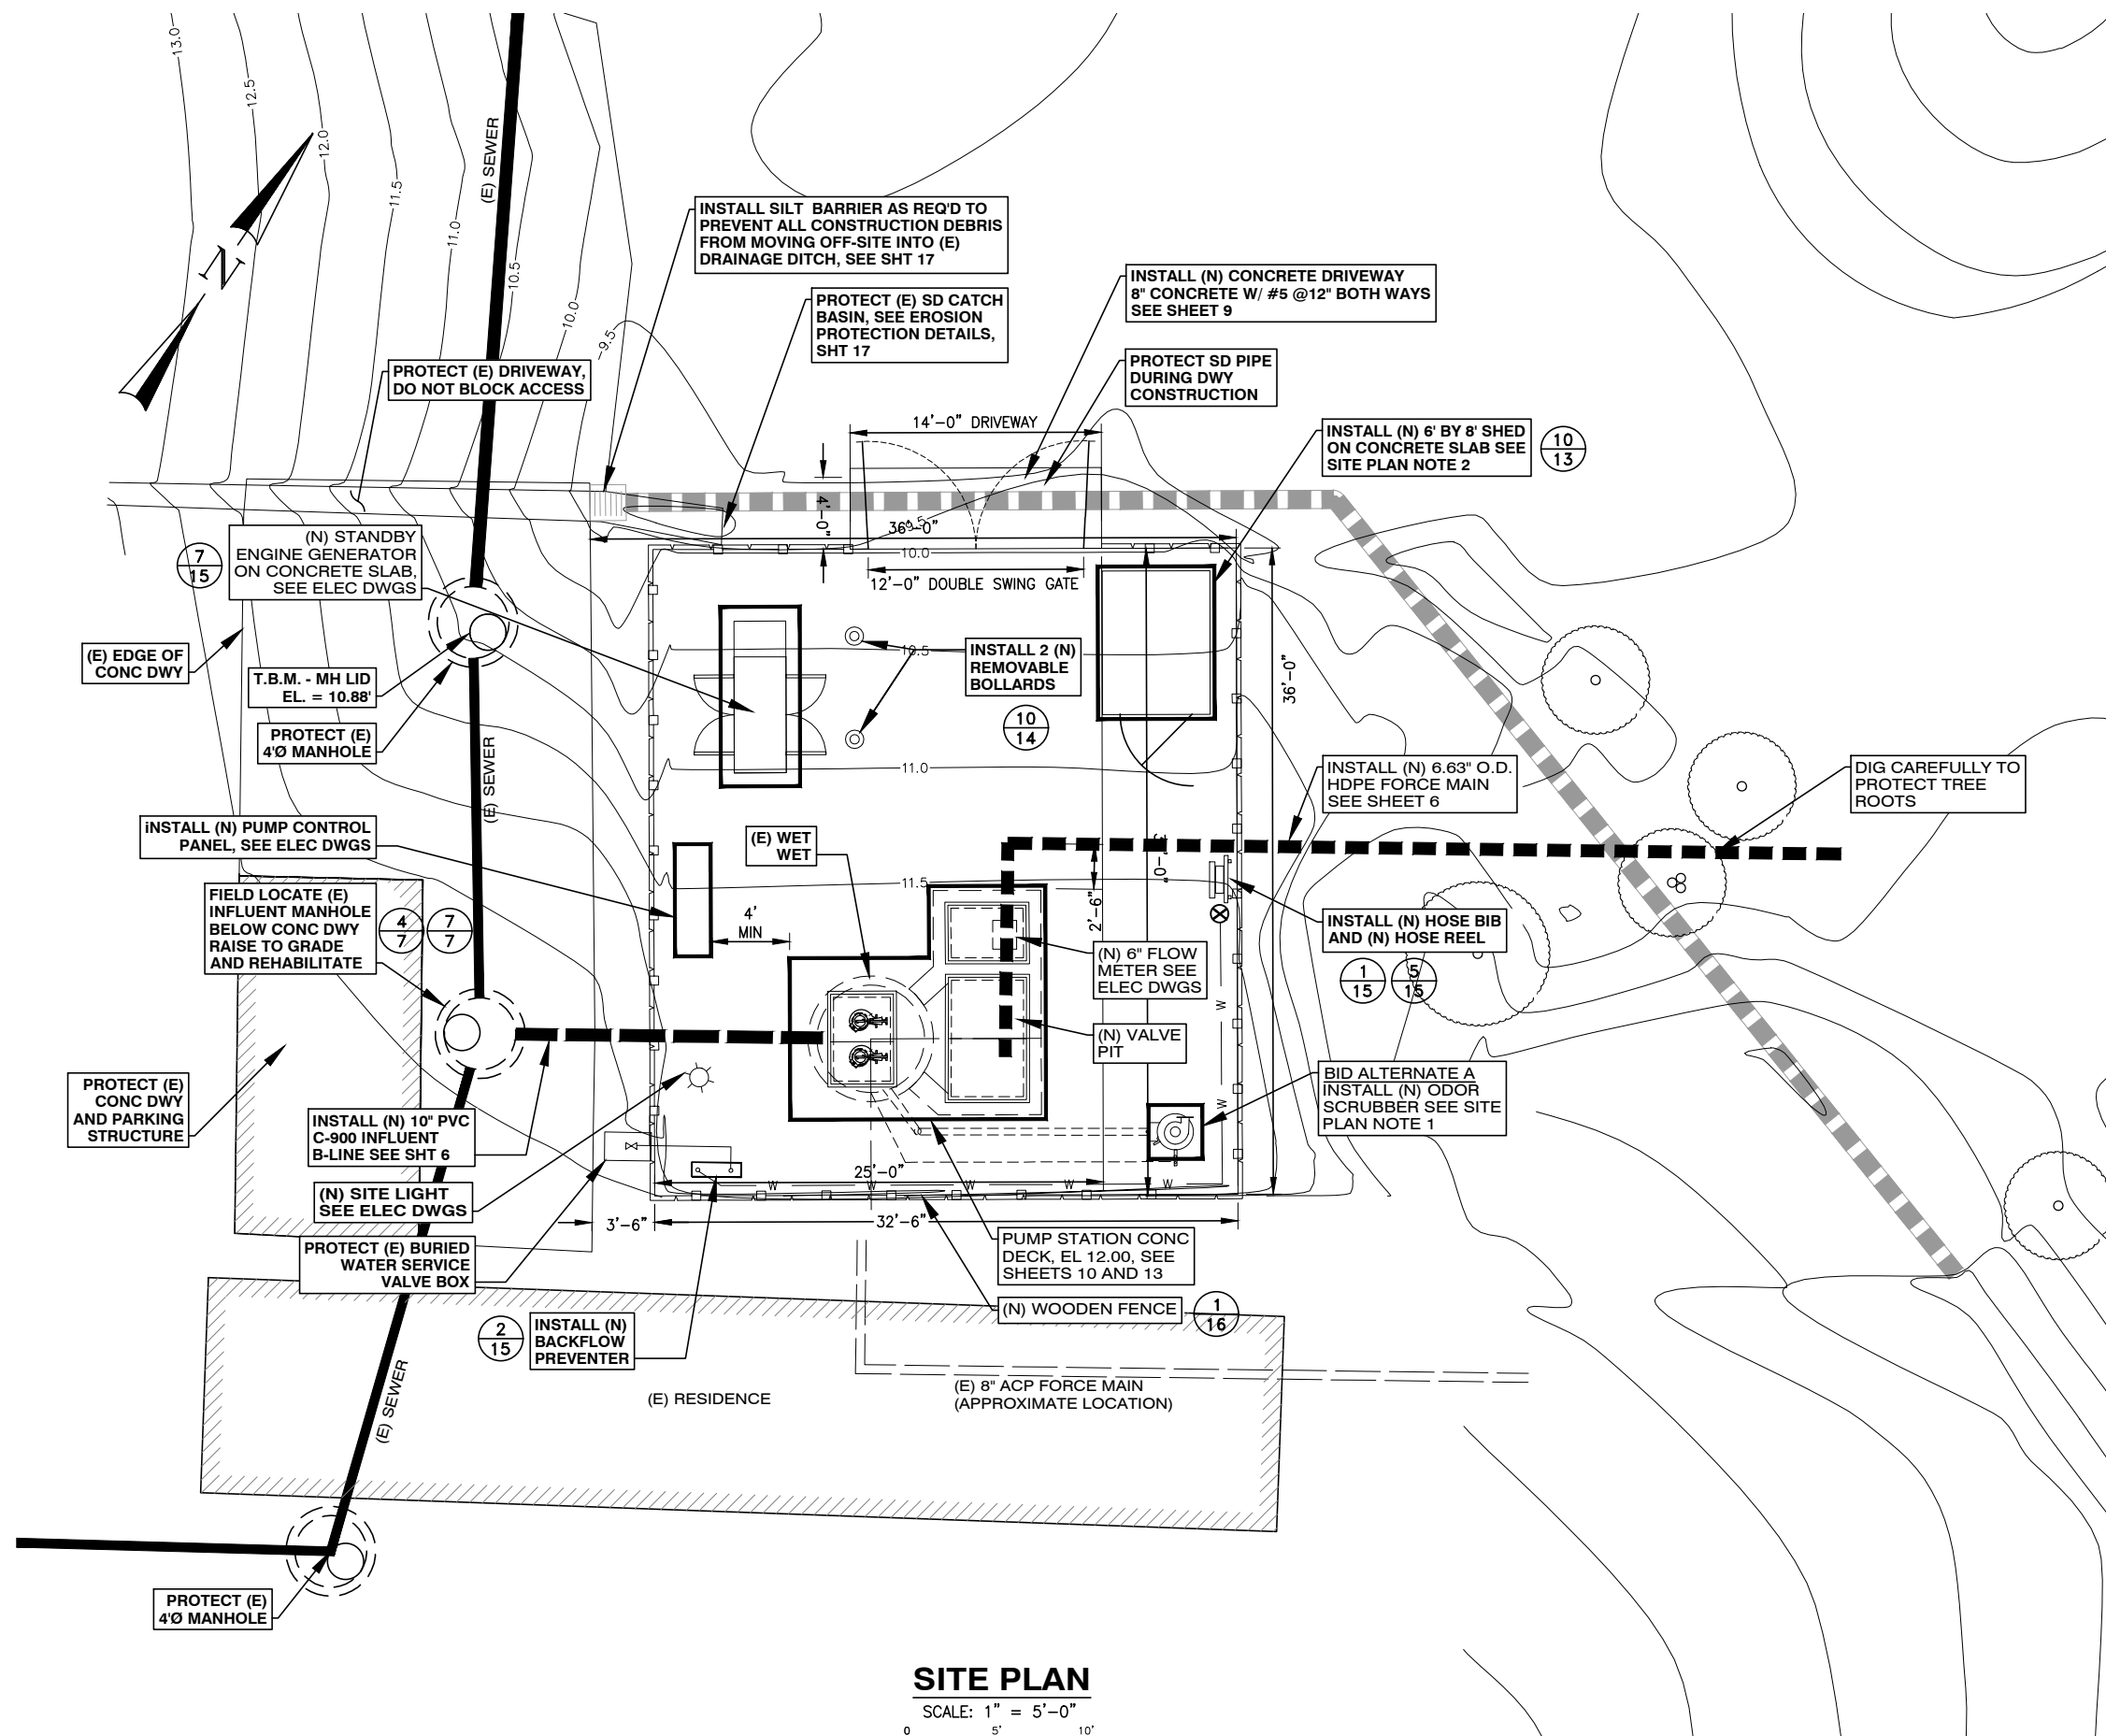 13.0
12.5
12.0
11.5
11.0
10.5
10.0
9.5
N
(E) SEWER
INSTALL SILT BARRIER AS REQ'D TO
PREVENT ALL CONSTRUCTION DEBRIS
FROM MOVING OFF-SITE INTO (E)
DRAINAGE DITCH, SEE SHT 17
PROTECT (E) SD CATCH
BASIN, SEE EROSION
PROTECTION DETAILS,
SHT 17
INSTALL (N) CONCRETE DRIVEWAY
8" CONCRETE W/ #5 @12" BOTH WAYS
SEE SHEET 9
PROTECT SD PIPE
DURING DWY
CONSTRUCTION
PROTECT (E) DRIVEWAY,
DO NOT BLOCK ACCESS
14'-0" DRIVEWAY
INSTALL (N) 6' BY 8' SHED
ON CONCRETE SLAB SEE
SITE PLAN NOTE 2
10
13
4'-0"
36'-0"
9.5
10.0
12'-0" DOUBLE SWING GATE
(N) STANDBY
ENGINE GENERATOR
ON CONCRETE SLAB,
SEE ELEC DWGS
7
15
(E) EDGE OF
CONC DWY
T.B.M. - MH LID
EL. = 10.88'
PROTECT (E)
4'Ø MANHOLE
10.5
INSTALL 2 (N)
REMOVABLE
BOLLARDS
10
14
36'-0"
(E) SEWER
11.0
INSTALL (N) 6.63" O.D.
HDPE FORCE MAIN
SEE SHEET 6
DIG CAREFULLY TO
PROTECT TREE
ROOTS
iNSTALL (N) PUMP CONTROL
PANEL, SEE ELEC DWGS
(E) WET
WET
11.5
2'-6"
FIELD LOCATE (E)
INFLUENT MANHOLE
BELOW CONC DWY
RAISE TO GRADE
AND REHABILITATE
4
7
7
7
4'
MIN
INSTALL (N) HOSE BIB
AND (N) HOSE REEL
1
15
5
15
(N) 6" FLOW
METER SEE
ELEC DWGS
W
(N) VALVE
PIT
PROTECT (E)
CONC DWY
AND PARKING
STRUCTURE
BID ALTERNATE A
INSTALL (N) ODOR
SCRUBBER SEE SITE
PLAN NOTE 1
W
INSTALL (N) 10" PVC
C-900 INFLUENT
B-LINE SEE SHT 6
(N) SITE LIGHT
SEE ELEC DWGS
25'-0"
W W W W
3'-6"
32'-6"
PROTECT (E) BURIED
WATER SERVICE
VALVE BOX
PUMP STATION CONC
DECK, EL 12.00, SEE
SHEETS 10 AND 13
(N) WOODEN FENCE
1
16
2
15
INSTALL (N)
BACKFLOW
PREVENTER
(E) RESIDENCE
(E) 8" ACP FORCE MAIN
(APPROXIMATE LOCATION)
(E) SEWER
PROTECT (E)
4'Ø MANHOLE
SITE PLAN
SCALE: 1" = 5'-0"
0 5' 10'